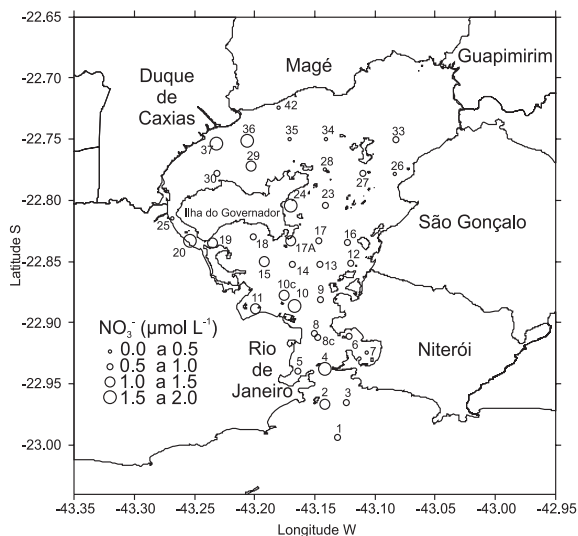 -22.65
-22.70
-22.75
-22.80
-22.85
-22.90
-22.95
-23.00
Latitude S
Guapimirim
Magé
Duque
de
Caxias
42
36
35
34
33
37
29
28
30
27
26
24
23
Ilha do Governador
São Gonçalo
25
20
19
18
17A
17
16
15
14
13
12
10c
10
9
11
8
8c
6
7
5
4
2
3
1
NO3- (µmol L-1)
0.0 a 0.5
0.5 a 1.0
1.0 a 1.5
1.5 a 2.0
Rio
de
Janeiro
Niterói
-43.35 -43.30 -43.25 -43.20 -43.15 -43.10 -43.05 -43.00 -42.95
Longitude W